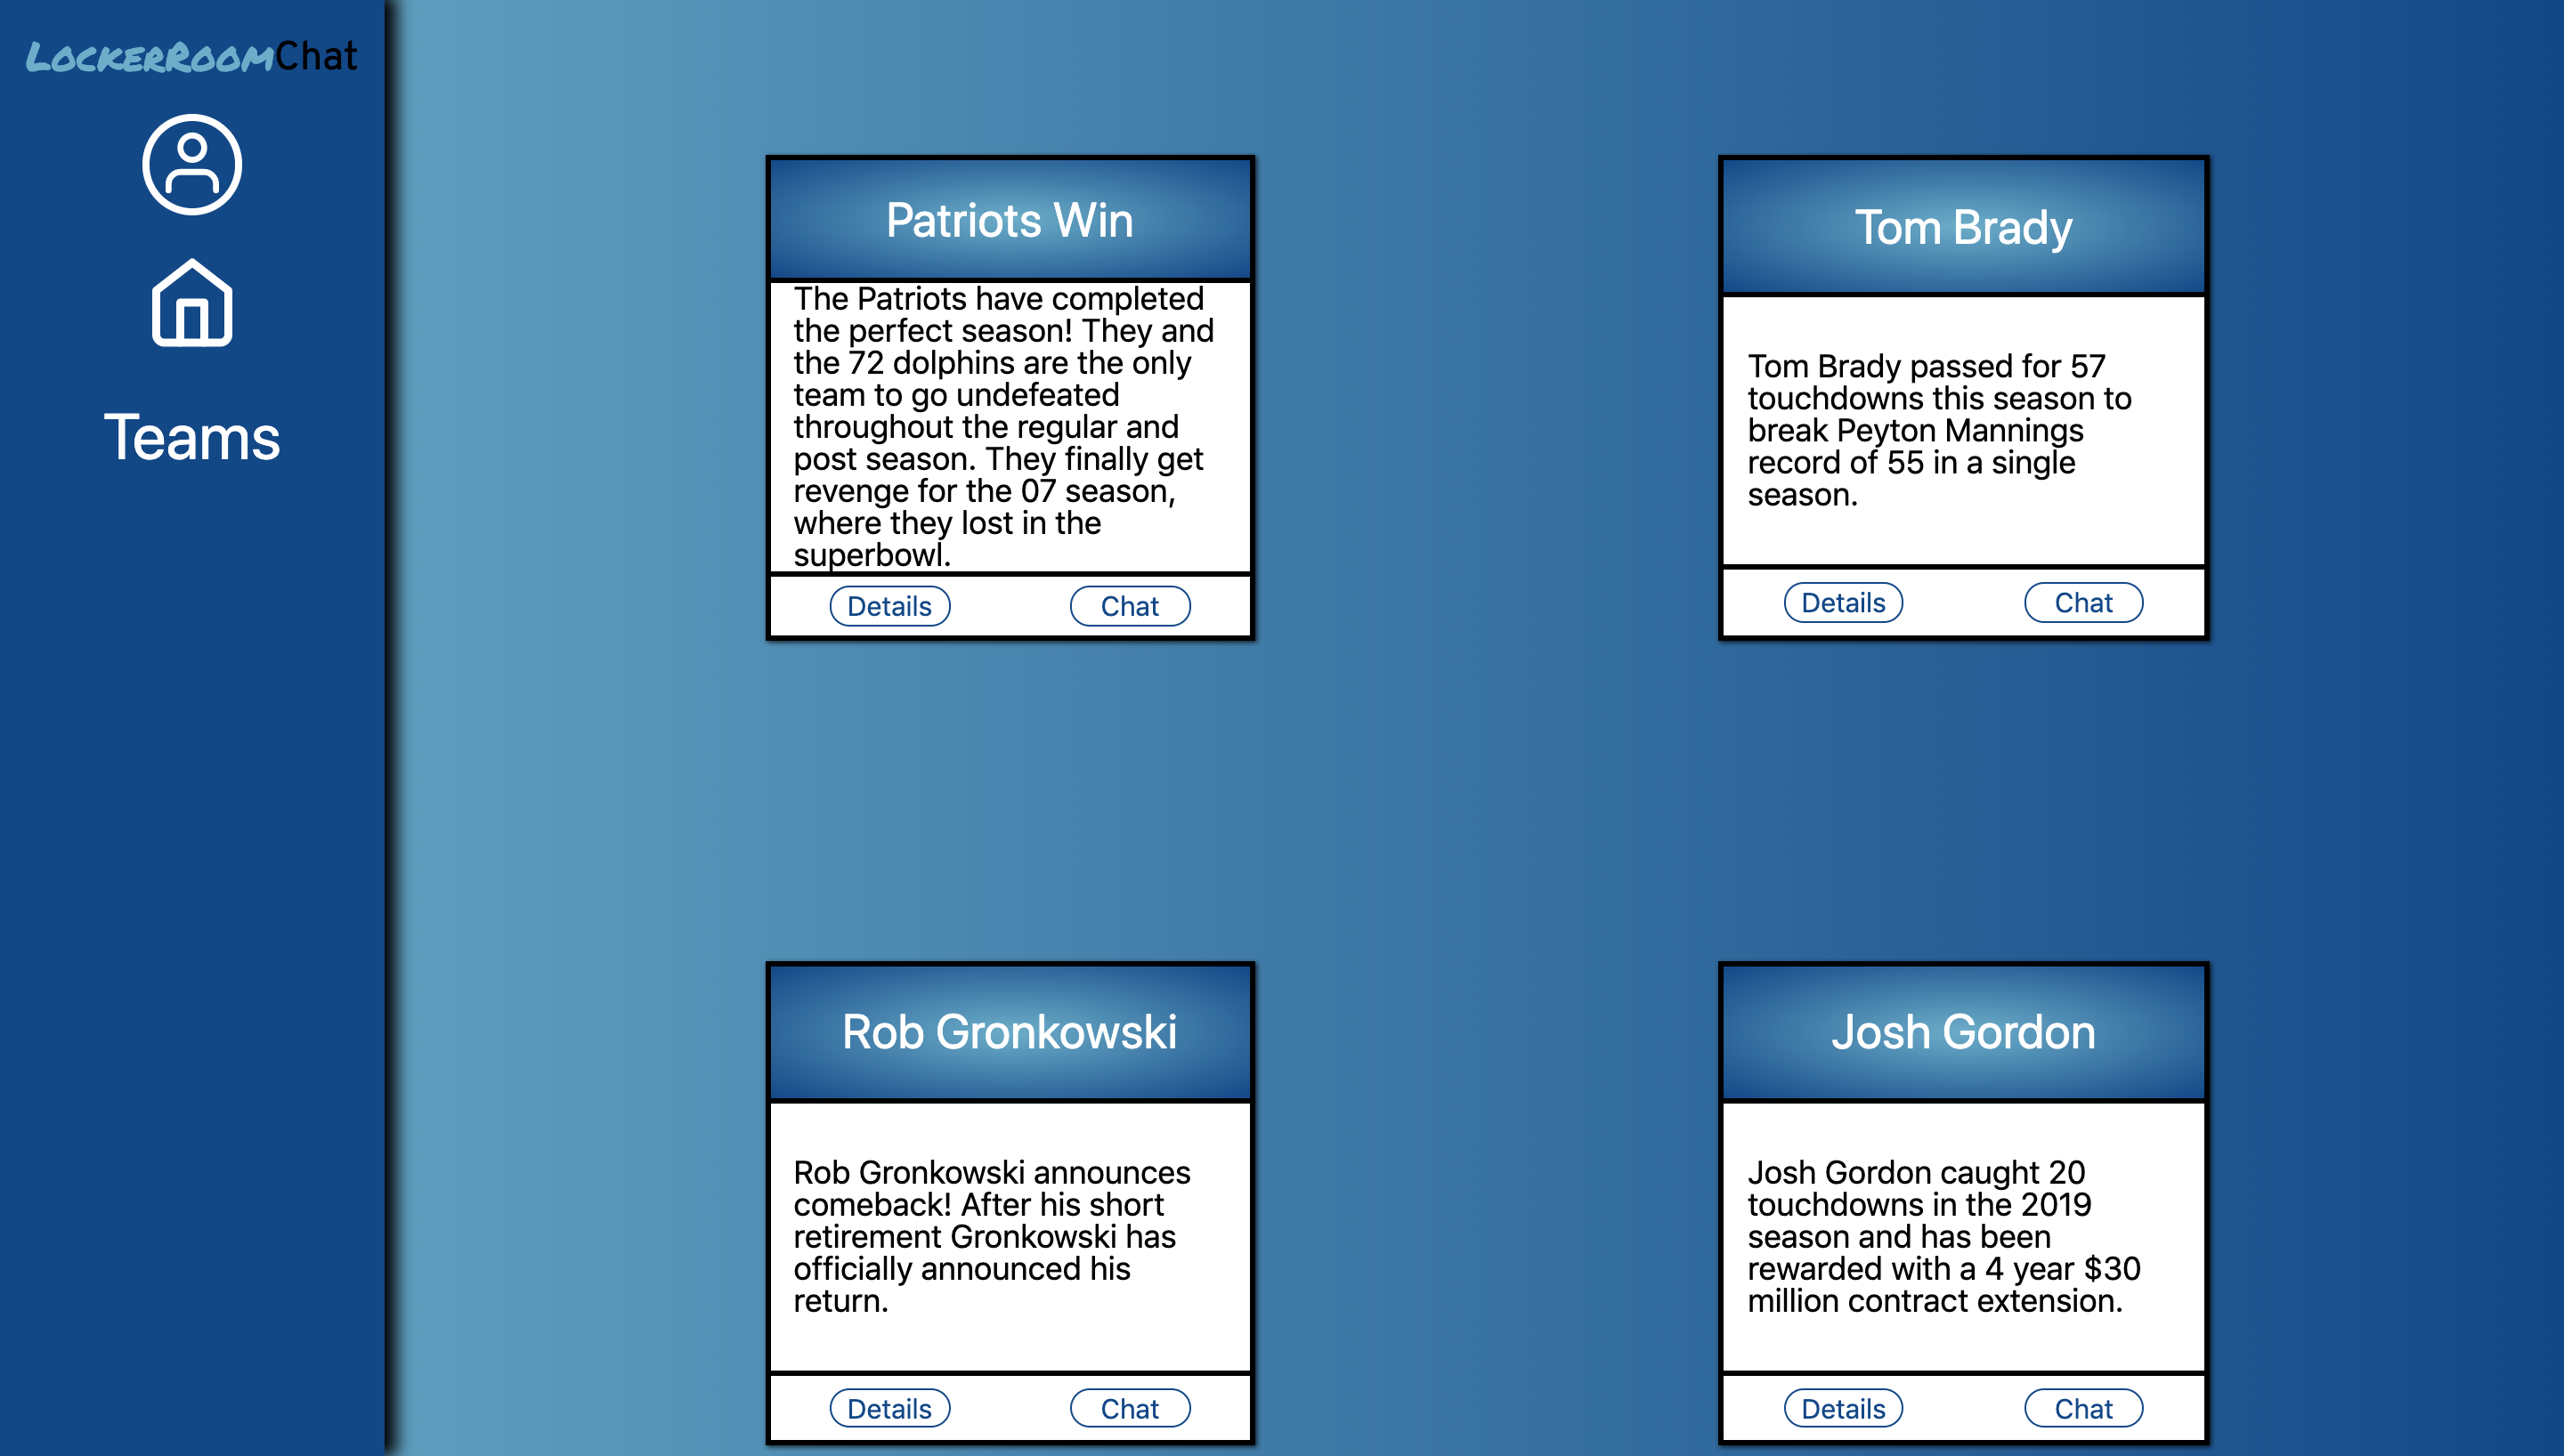 LockerRoomChat
Teams
Patriots Win
The Patriots have completed
the perfect season! They and
the 72 dolphins are the only
team to go undefeated
throughout the regular and
post season. They finally get
revenge for the 07 season,
where they lost in the
superbowl.
Details Chat
Tom Brady
Tom Brady passed for 57
touchdowns this season to
break Peyton Mannings
record of 55 in a single
season.
Details Chat
Rob Gronkowski
Rob Gronkowski announces
comeback! After his short
retirement Gronkowski has
officially announced his
return.
Details Chat
Josh Gordon
Josh Gordon caught 20
touchdowns in the 2019
season and has been
rewarded with a 4 year $30
million contract extension.
Details Chat